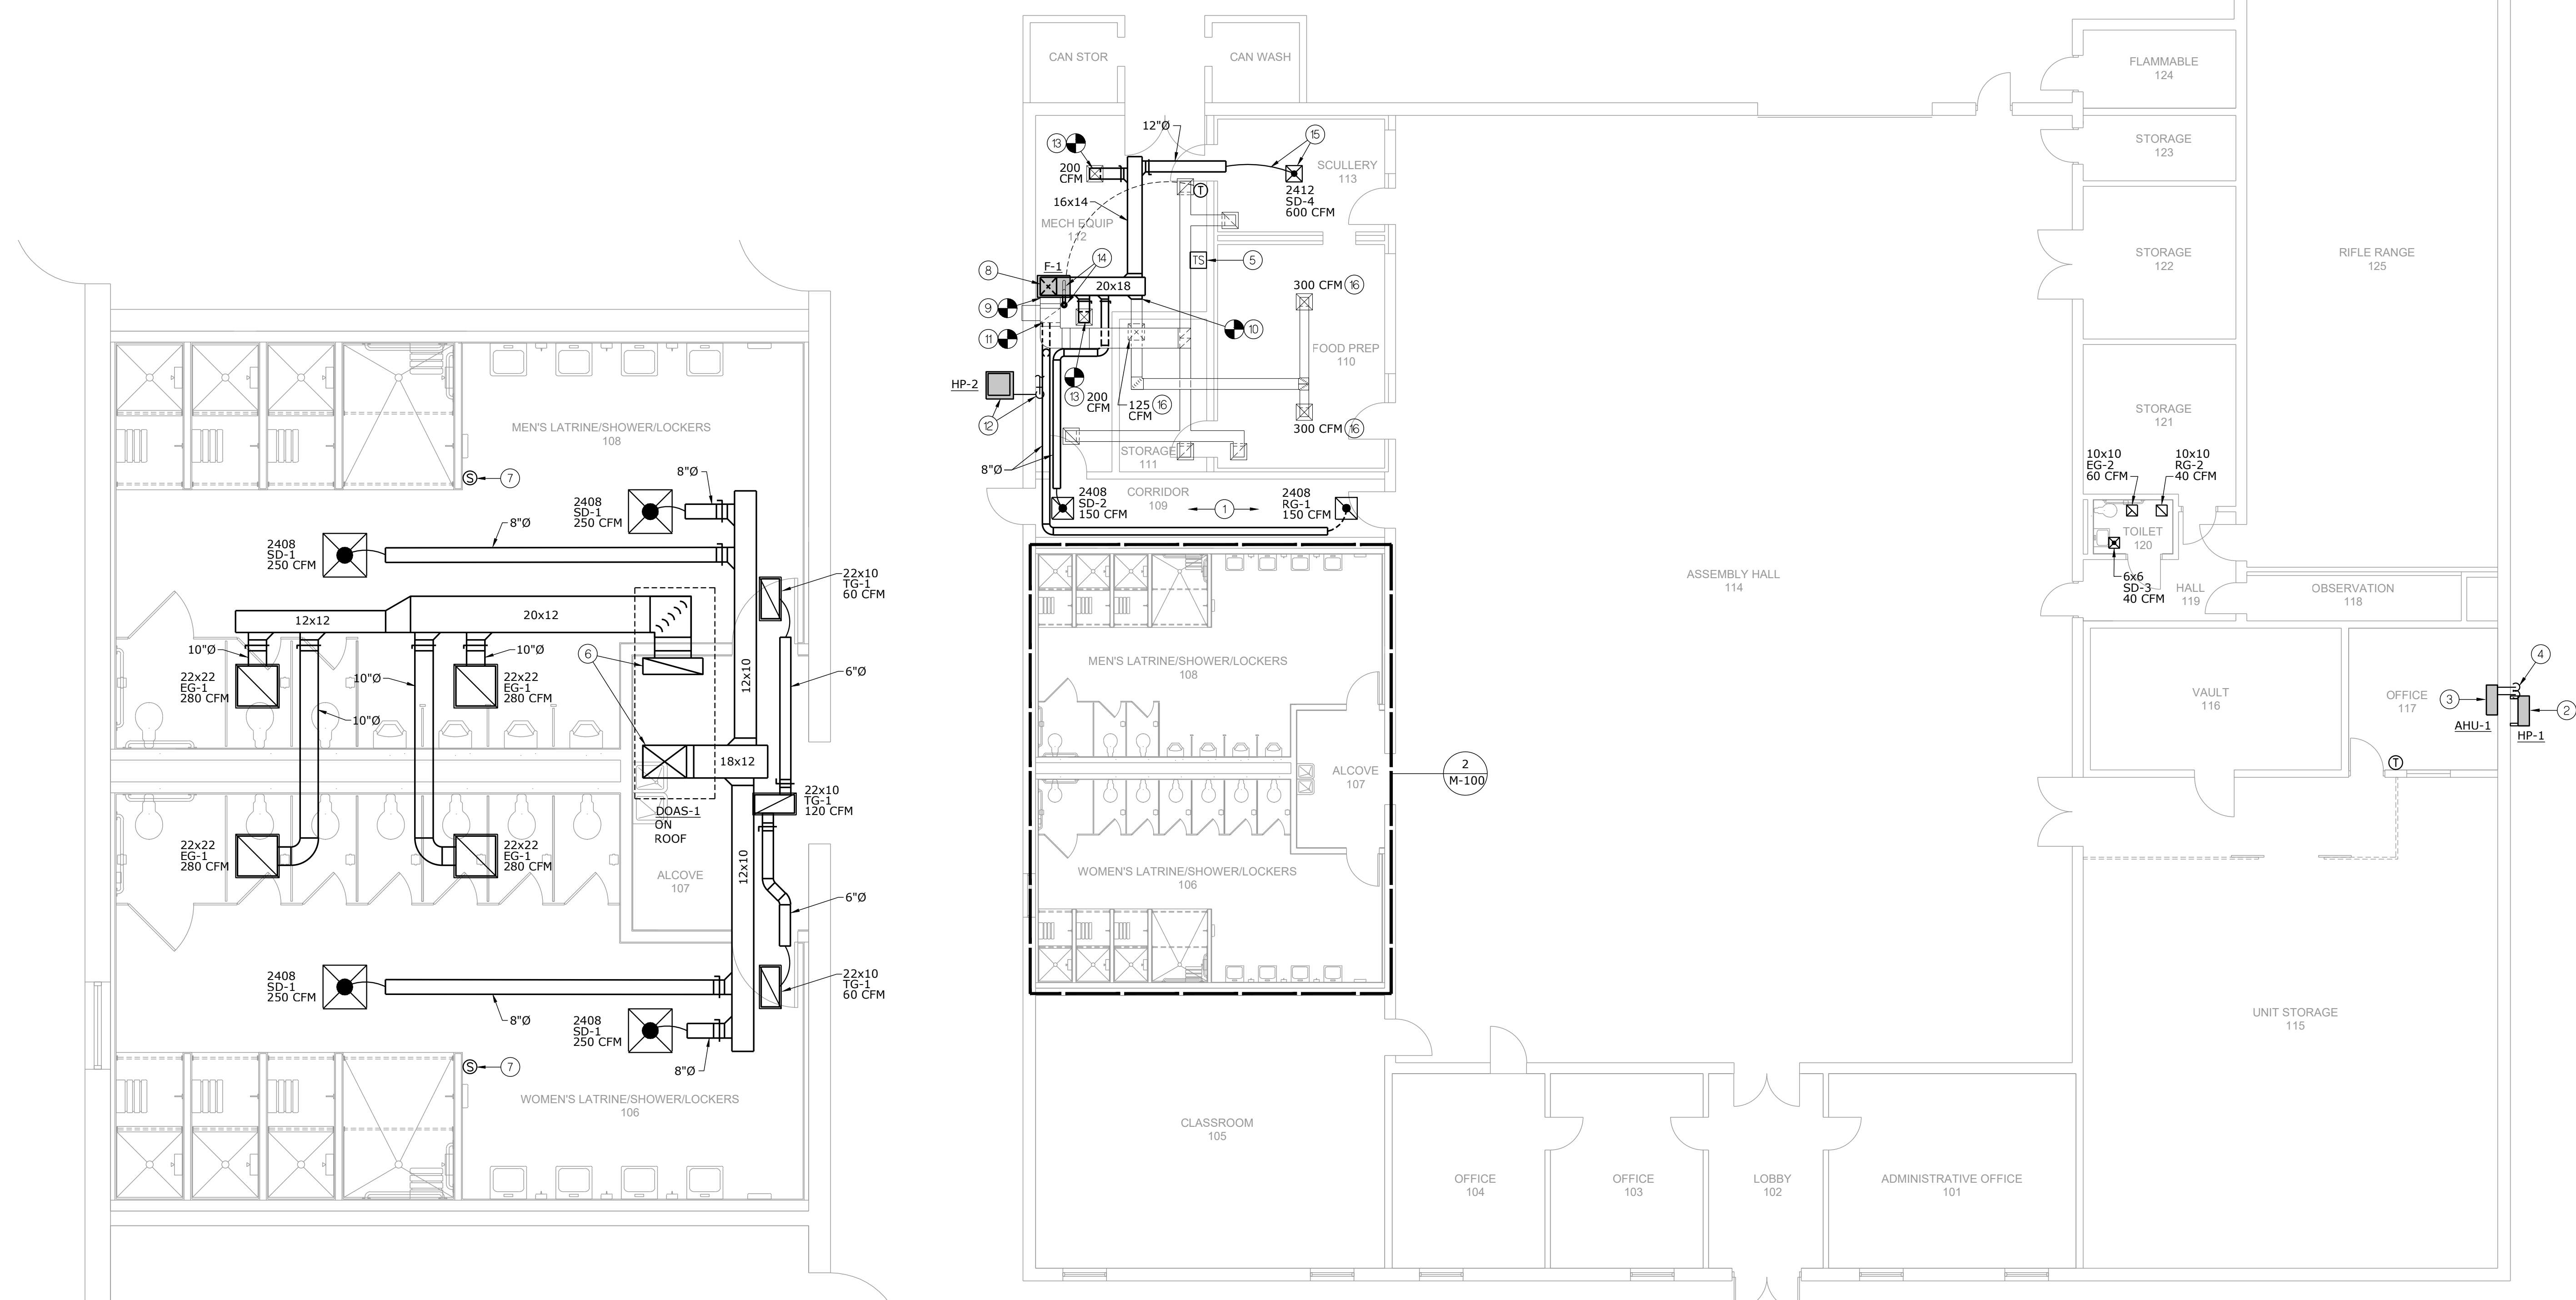 MEN'S LATRINE/SHOWER/LOCKERS
108
S
7
8"Ø
2408
SD-1
250 CFM
8"Ø
2408
SD-1
250 CFM
22x10
TG-1
60 CFM
12x12
20x12
10"Ø
10"Ø
6
6"Ø
22x22
EG-1
280 CFM
10"Ø
22x22
EG-1
280 CFM
12x10
10"Ø
18x12
22x10
TG-1
120 CFM
DOAS-1
ON
ROOF
22x22
EG-1
280 CFM
22x22
EG-1
280 CFM
12x10
ALCOVE
107
6"Ø
2408
SD-1
250 CFM
22x10
TG-1
60 CFM
8"Ø
2408
SD-1
250 CFM
8"Ø
S
7
WOMEN'S LATRINE/SHOWER/LOCKERS
106
CAN STOR
CAN WASH
12"Ø
13
15
200
CFM
SCULLERY
113
T
2412
SD-4
600 CFM
16x14
MECH EQUIP
112
F-1
14
8
TS
5
20x18
300 CFM
16
9
10
11
FOOD PREP
110
HP-2
13
200
CFM
125
CFM
16
12
300 CFM
16
STORAGE
111
8"Ø
2408
SD-2
150 CFM
CORRIDOR
109
1
2408
RG-1
150 CFM
MEN'S LATRINE/SHOWER/LOCKERS
108
ALCOVE
107
2
M-100
WOMEN'S LATRINE/SHOWER/LOCKERS
106
CLASSROOM
105
ASSEMBLY HALL
114
OFFICE
104
OFFICE
103
LOBBY
102
ADMINISTRATIVE OFFICE
101
FLAMMABLE
124
STORAGE
123
STORAGE
122
RIFLE RANGE
125
STORAGE
121
10x10
EG-2
60 CFM
10x10
RG-2
40 CFM
TOILET
120
6x6
SD-3
40 CFM
HALL
119
OBSERVATION
118
VAULT
116
OFFICE
117
4
3
2
AHU-1
HP-1
T
UNIT STORAGE
115